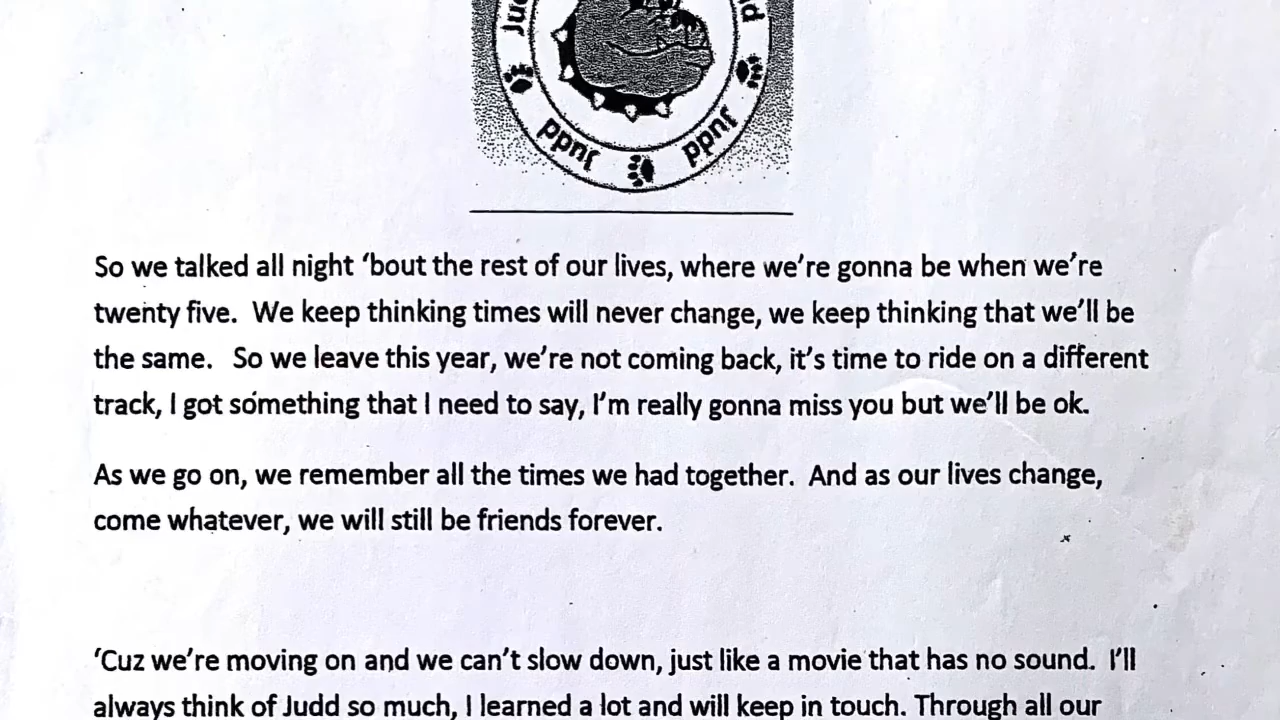 Judd
Judd
So we talked all night ‘bout the rest of our lives, where we’re gonna be when we’re
twenty five.  We keep thinking times will never change, we keep thinking that we’ll be
the same.   So we leave this year, we’re not coming back, it’s time to ride on a different
track, I got something that I need to say, I’m really gonna miss you but we’ll be ok.
As we go on, we remember all the times we had together.  And as our lives change,
come whatever, we will still be friends forever.
‘Cuz we’re moving on and we can’t slow down, just like a movie that has no sound.  I’ll
always think of Judd so much, I learned a lot and will keep in touch. Through all our